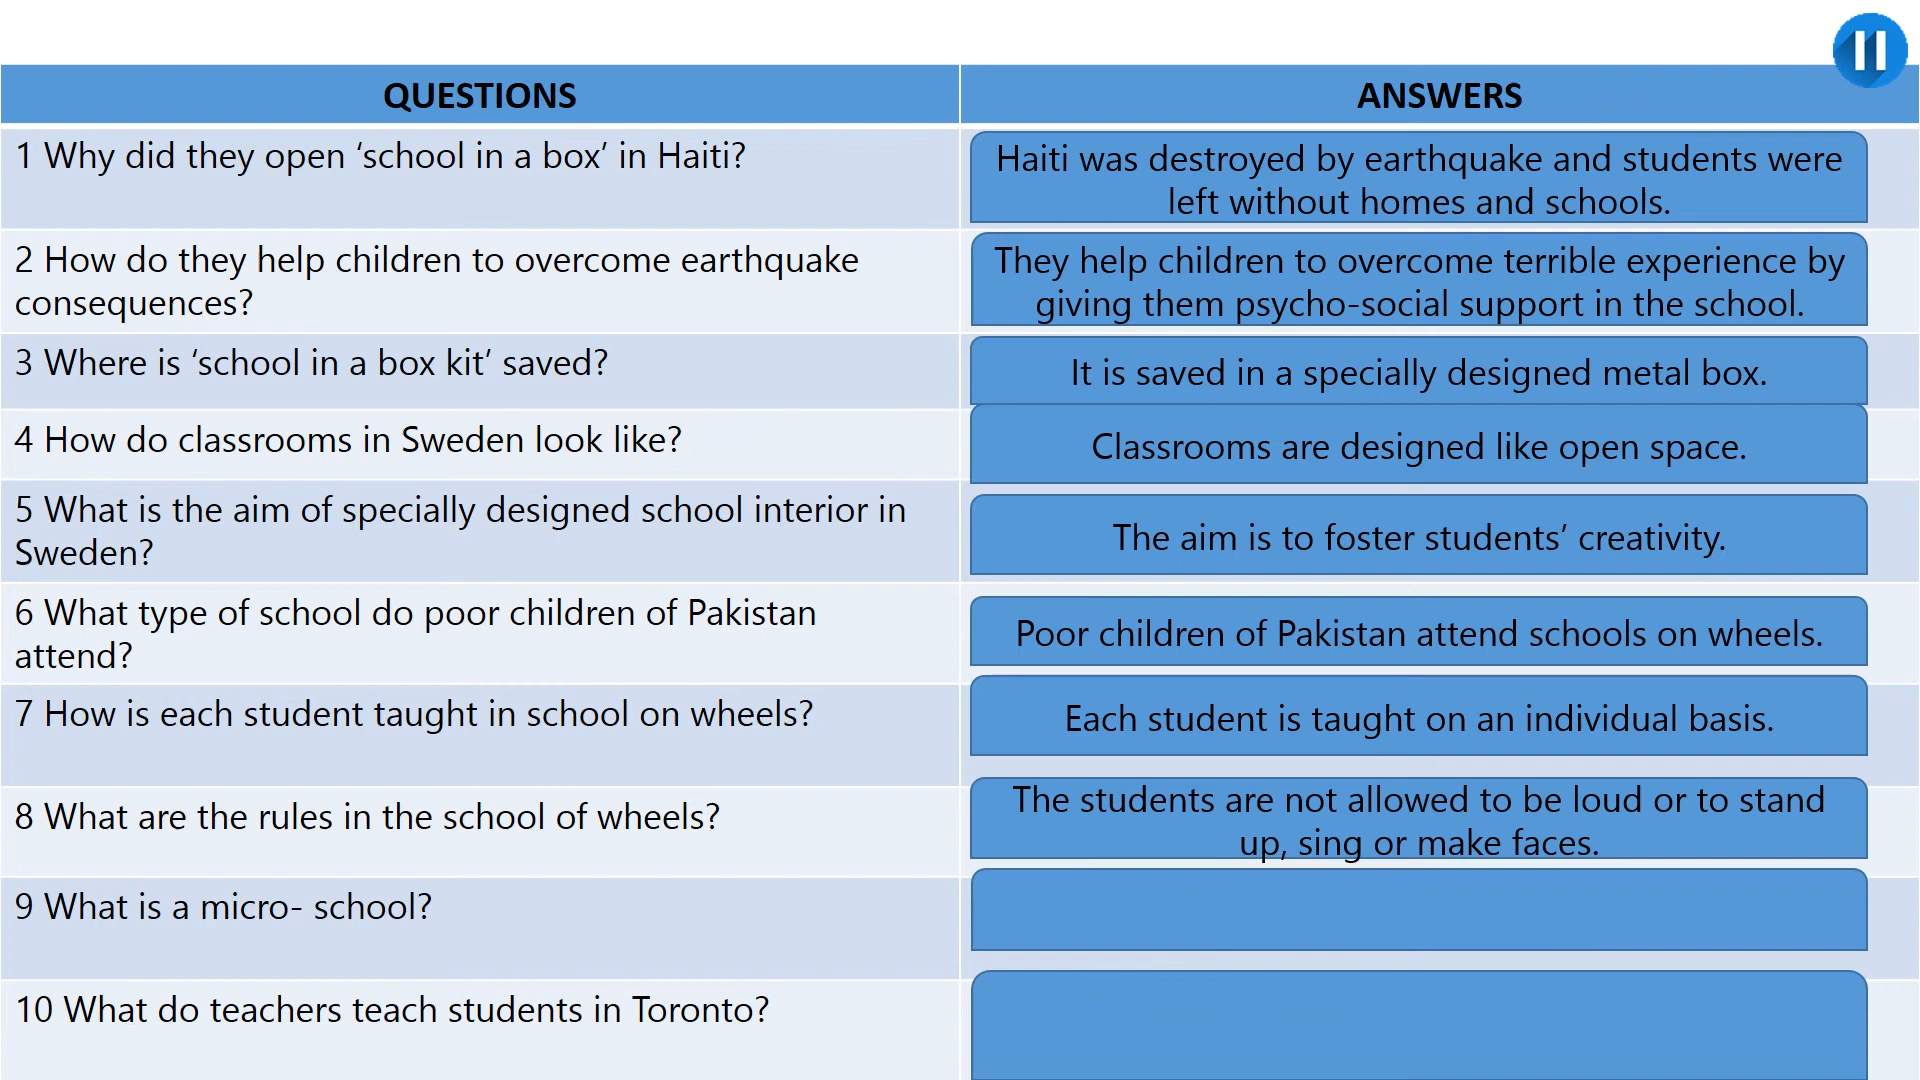 QUESTIONS
ANSWERS
1 Why did they open ‘school in a box’ in Haiti?
Haiti was destroyed by earthquake and students were
left without homes and schools.
2 How do they help children to overcome earthquake
consequences?
They help children to overcome terrible experience by
giving them psycho-social support in the school.
3 Where is ‘school in a box kit’ saved?
It is saved in a specially designed metal box.
4 How do classrooms in Sweden look like?
Classrooms are designed like open space.
5 What is the aim of specially designed school interior in
Sweden?
The aim is to foster students’ creativity.
6 What type of school do poor children of Pakistan
attend?
Poor children of Pakistan attend schools on wheels.
7 How is each student taught in school on wheels?
Each student is taught on an individual basis.
8 What are the rules in the school of wheels?
The students are not allowed to be loud or to stand
up, sing or make faces.
9 What is a micro- school?
10 What do teachers teach students in Toronto?